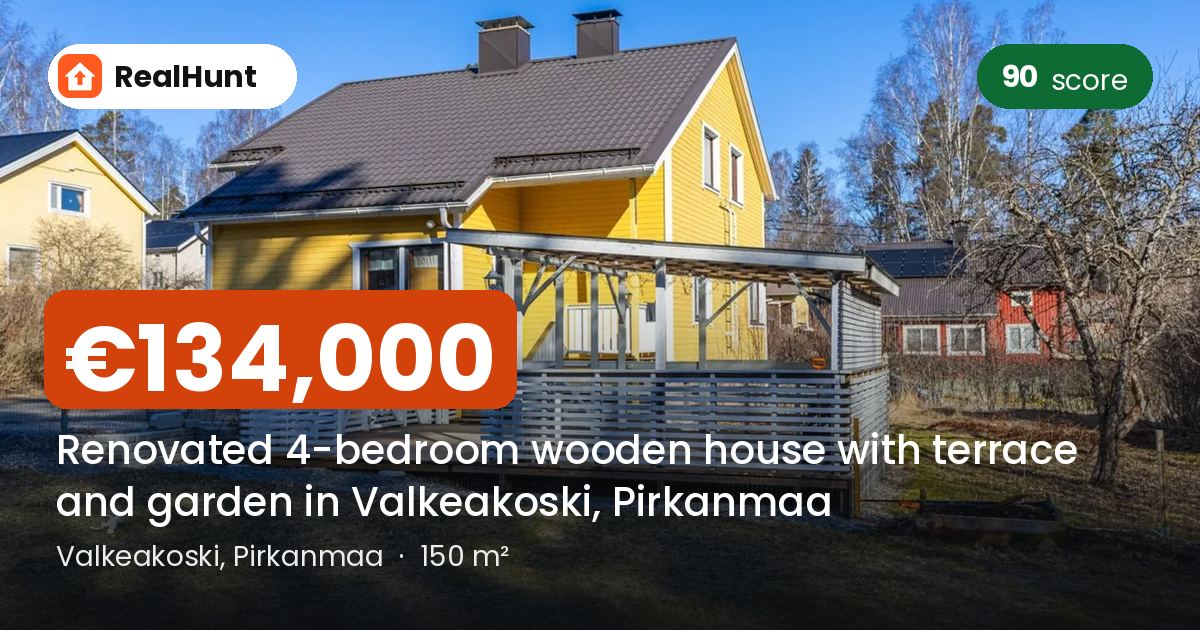 RealHunt
90 score
€134,000
Renovated 4-bedroom wooden house with terrace
and garden in Valkeakoski, Pirkanmaa
Valkeakoski, Pirkanmaa · 150 m²